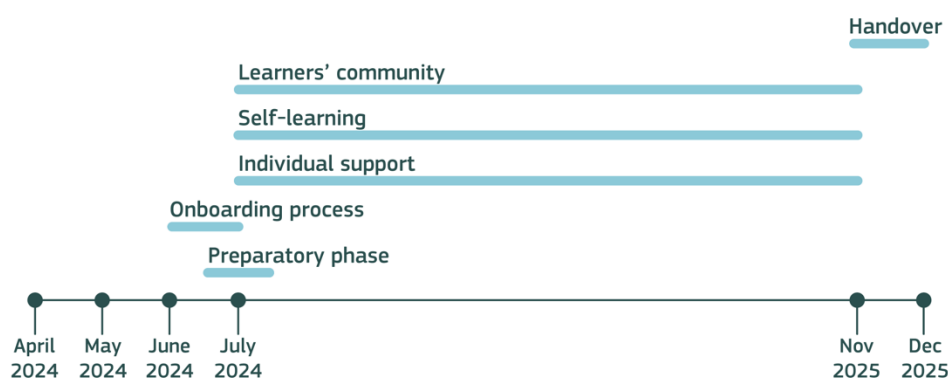 Handover
Learners’ community
Self-learning
Individual support
Onboarding process
Preparatory phase
April May June July Nov Dec
2024 2024 2024 2024 2025 2025